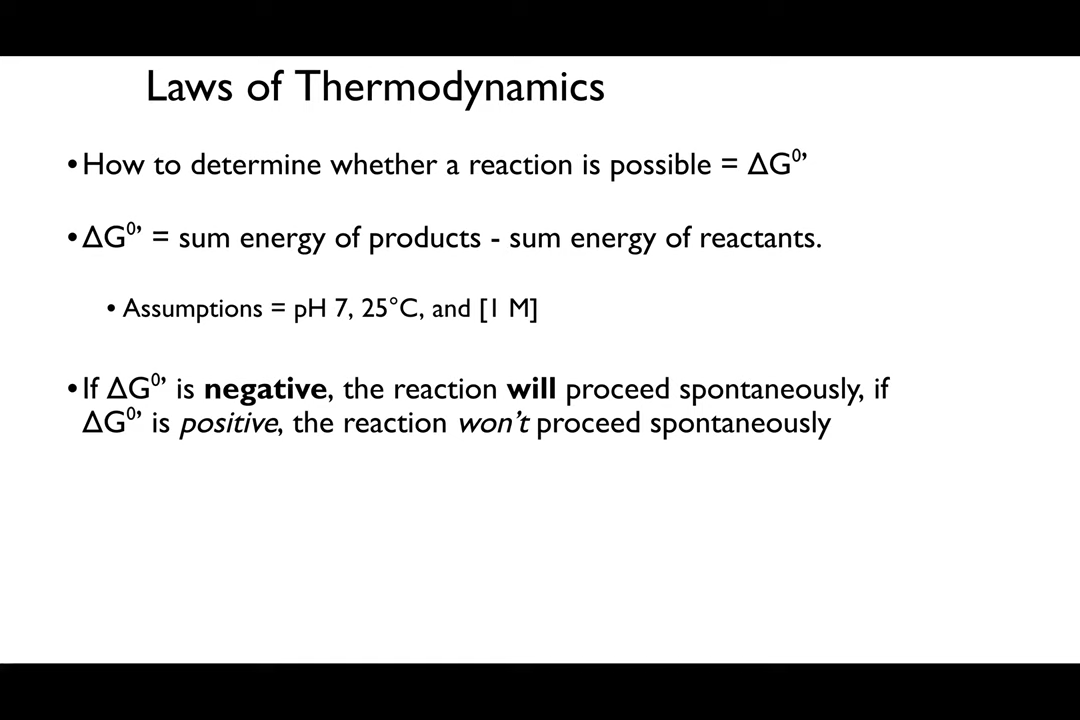 Laws of Thermodynamics
•How to determine whether a reaction is possible = ΔG⁰’
•ΔG⁰’ = sum energy of products - sum energy of reactants.
• Assumptions = pH 7, 25°C, and [1 M]
•If ΔG⁰’ is negative, the reaction will proceed spontaneously, if
ΔG⁰’ is positive, the reaction won’t proceed spontaneously